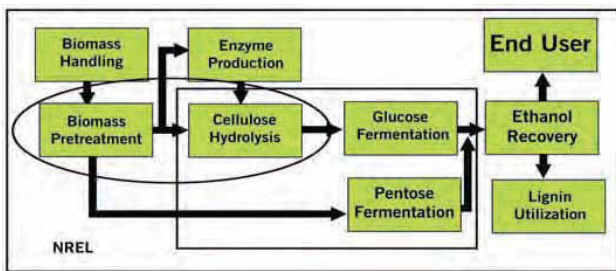 Biomass
Handling
Enzyme
Production
End User
Biomass
Pretreatment
Cellulose
Hydrolysis
Glucose
Fermentation
Ethanol
Recovery
Pentose
Fermentation
Lignin
Utilization
NREL